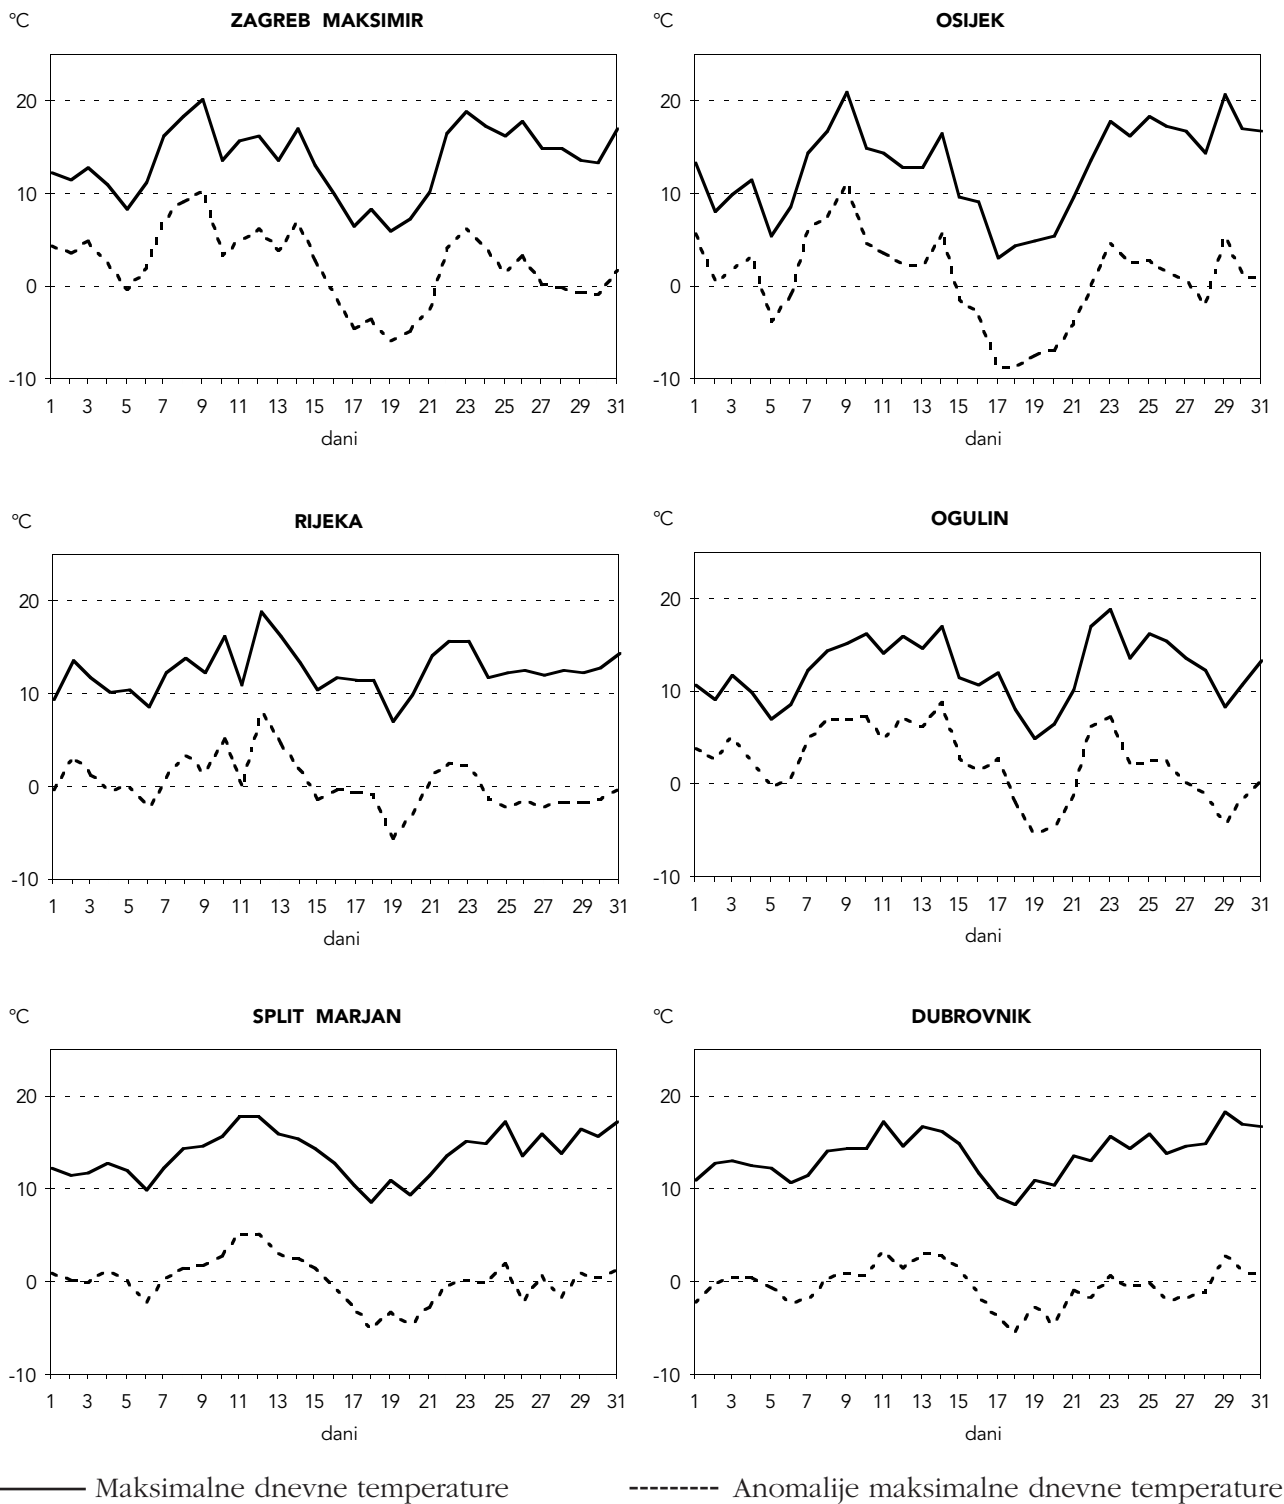 °C ZAGREB MAKSIMIR
20
10
0
-10
1 3 5 7 9 11 13 15 17 19 21 23 25 27 29 31
dani
°C OSIJEK
20
10
0
-10
1 3 5 7 9 11 13 15 17 19 21 23 25 27 29 31
dani
°C RIJEKA
20
10
0
-10
1 3 5 7 9 11 13 15 17 19 21 23 25 27 29 31
dani
°C OGULIN
20
10
0
-10
1 3 5 7 9 11 13 15 17 19 21 23 25 27 29 31
dani
°C SPLIT MARJAN
20
10
0
-10
1 3 5 7 9 11 13 15 17 19 21 23 25 27 29 31
dani
°C DUBROVNIK
20
10
0
-10
1 3 5 7 9 11 13 15 17 19 21 23 25 27 29 31
dani
Maksimalne dnevne temperature
Anomalije maksimalne dnevne temperature